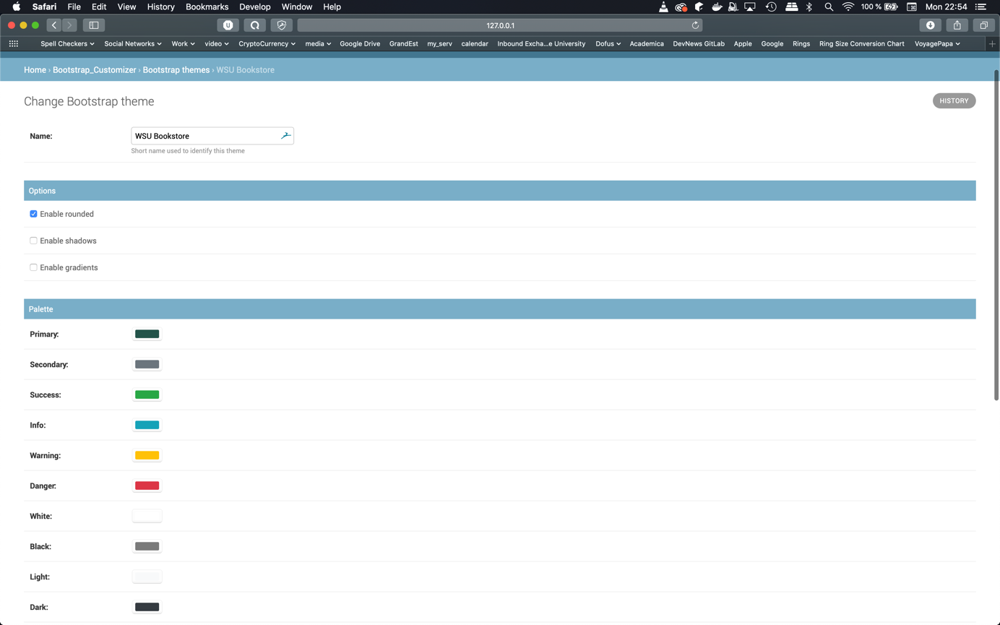 Safari File Edit View History Bookmarks Develop Window Help 100 % Mon 22:54
127.0.0.1
Spell Checkers Social Networks Work video CryptoCurrency media Google Drive GrandEst my_serv calendar Inbound Excha...e University Dofus Academica DevNews GitLab Apple Google Rings Ring Size Conversion Chart VoyagePapa
Home › Bootstrap_Customizer › Bootstrap themes › WSU Bookstore
Change Bootstrap theme
HISTORY
Name: WSU Bookstore
Short name used to identify this theme
Options
Enable rounded
Enable shadows
Enable gradients
Palette
Primary:
Secondary:
Success:
Info:
Warning:
Danger:
White:
Black:
Light:
Dark: